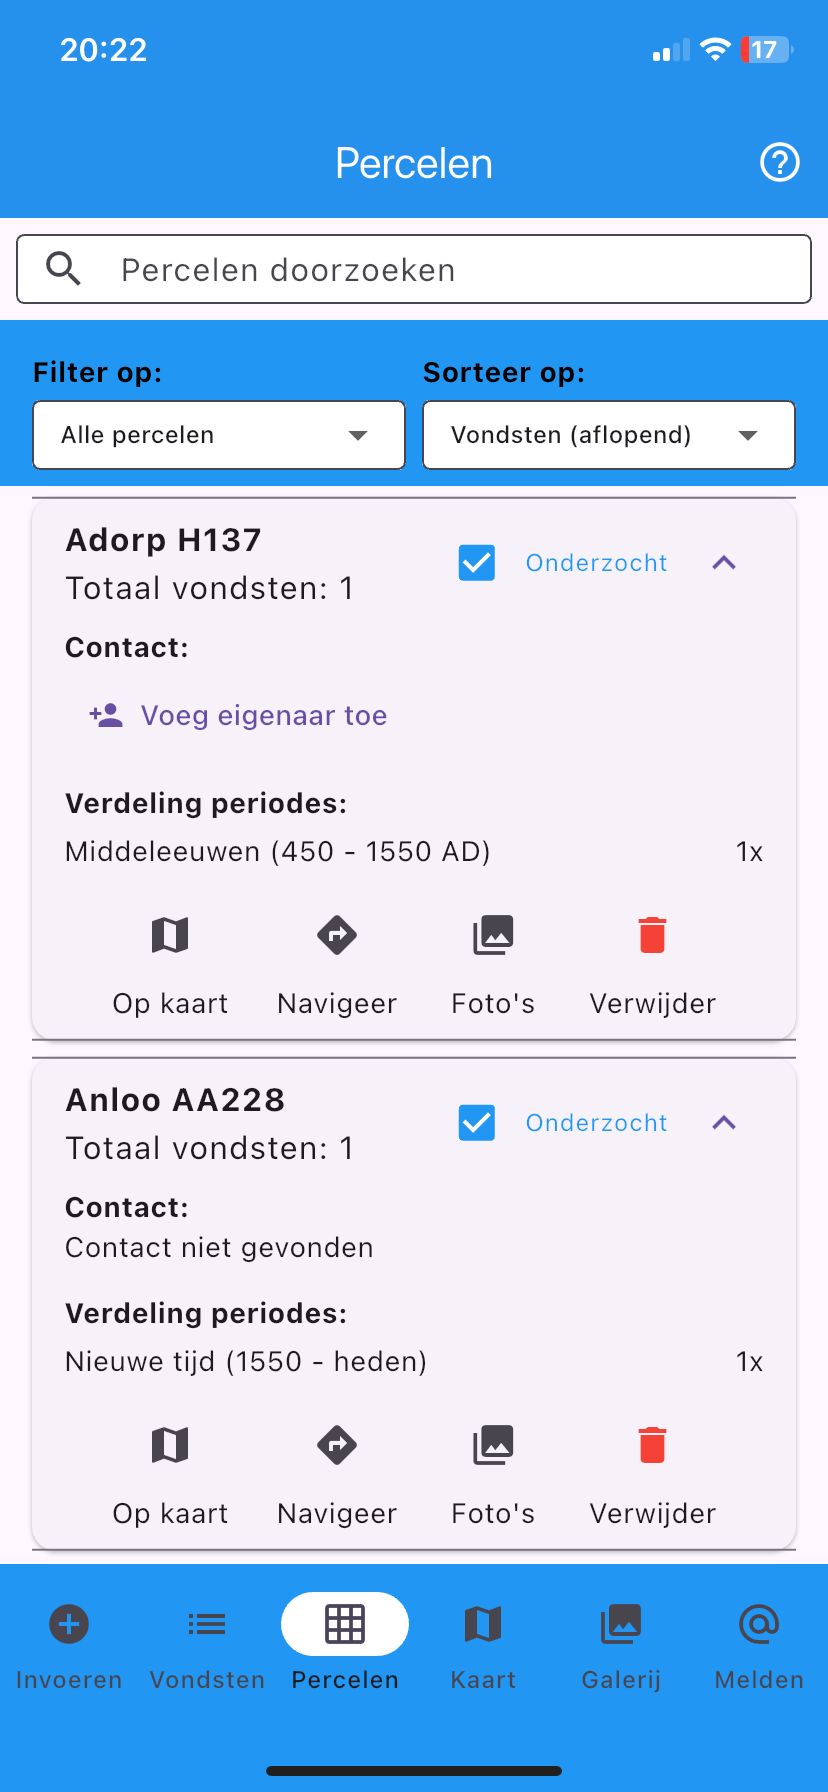 20:22
17
Percelen
Percelen doorzoeken
Filter op:
Sorteer op:
Alle percelen
Vondsten (aflopend)
Adorp H137
Totaal vondsten: 1
Onderzocht
Contact:
Voeg eigenaar toe
Verdeling periodes:
Middeleeuwen (450 - 1550 AD) 1x
Op kaart Navigeer Foto's Verwijder
Anloo AA228
Totaal vondsten: 1
Onderzocht
Contact:
Contact niet gevonden
Verdeling periodes:
Nieuwe tijd (1550 - heden) 1x
Op kaart Navigeer Foto's Verwijder
Invoeren Vondsten Percelen Kaart Galerij Melden